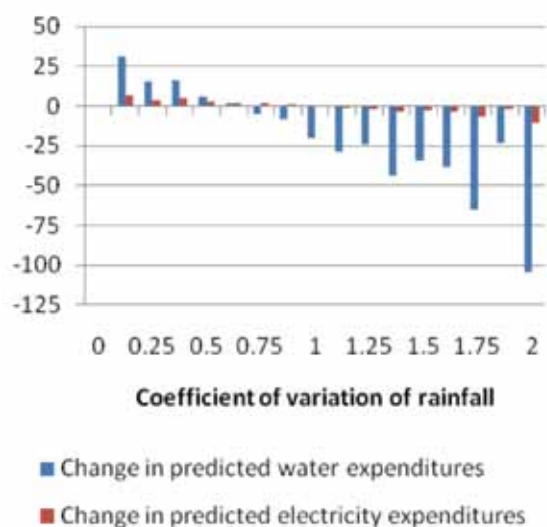 50
25
0
-25
-50
-75
-100
-125
0 0.25 0.5 0.75 1 1.25 1.5 1.75 2
Coefficient of variation of rainfall
Change in predicted water expenditures
Change in predicted electricity expenditures